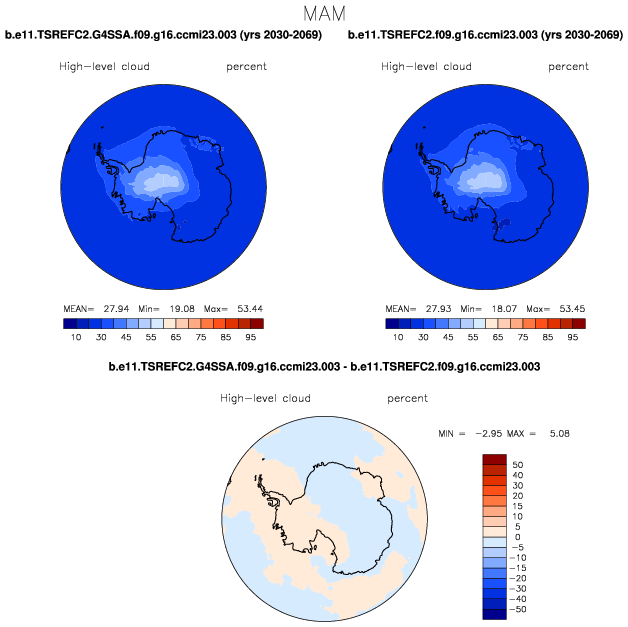 MAM
b.e11.TSREFC2.G4SSA.f09.g16.ccmi23.003 (yrs 2030-2069) b.e11.TSREFC2.f09.g16.ccmi23.003 (yrs 2030-2069)
High-level cloud percent High-level cloud percent
MEAN= 27.94 Min= 19.08 Max= 53.44 MEAN= 27.93 Min= 18.07 Max= 53.45
10 30 45 55 65 75 85 95 10 30 45 55 65 75 85 95
b.e11.TSREFC2.G4SSA.f09.g16.ccmi23.003 - b.e11.TSREFC2.f09.g16.ccmi23.003
High-level cloud percent
MIN = -2.95 MAX = 5.08
50
40
30
20
15
10
5
0
-5
-10
-15
-20
-30
-40
-50